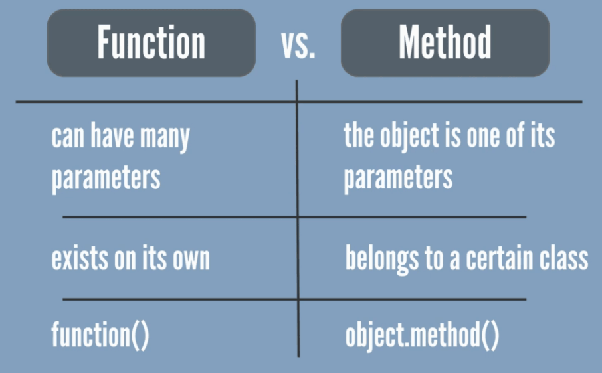 Function vs. Method
can have many
parameters
the object is one of its
parameters
exists on its own
belongs to a certain class
function()
object.method()